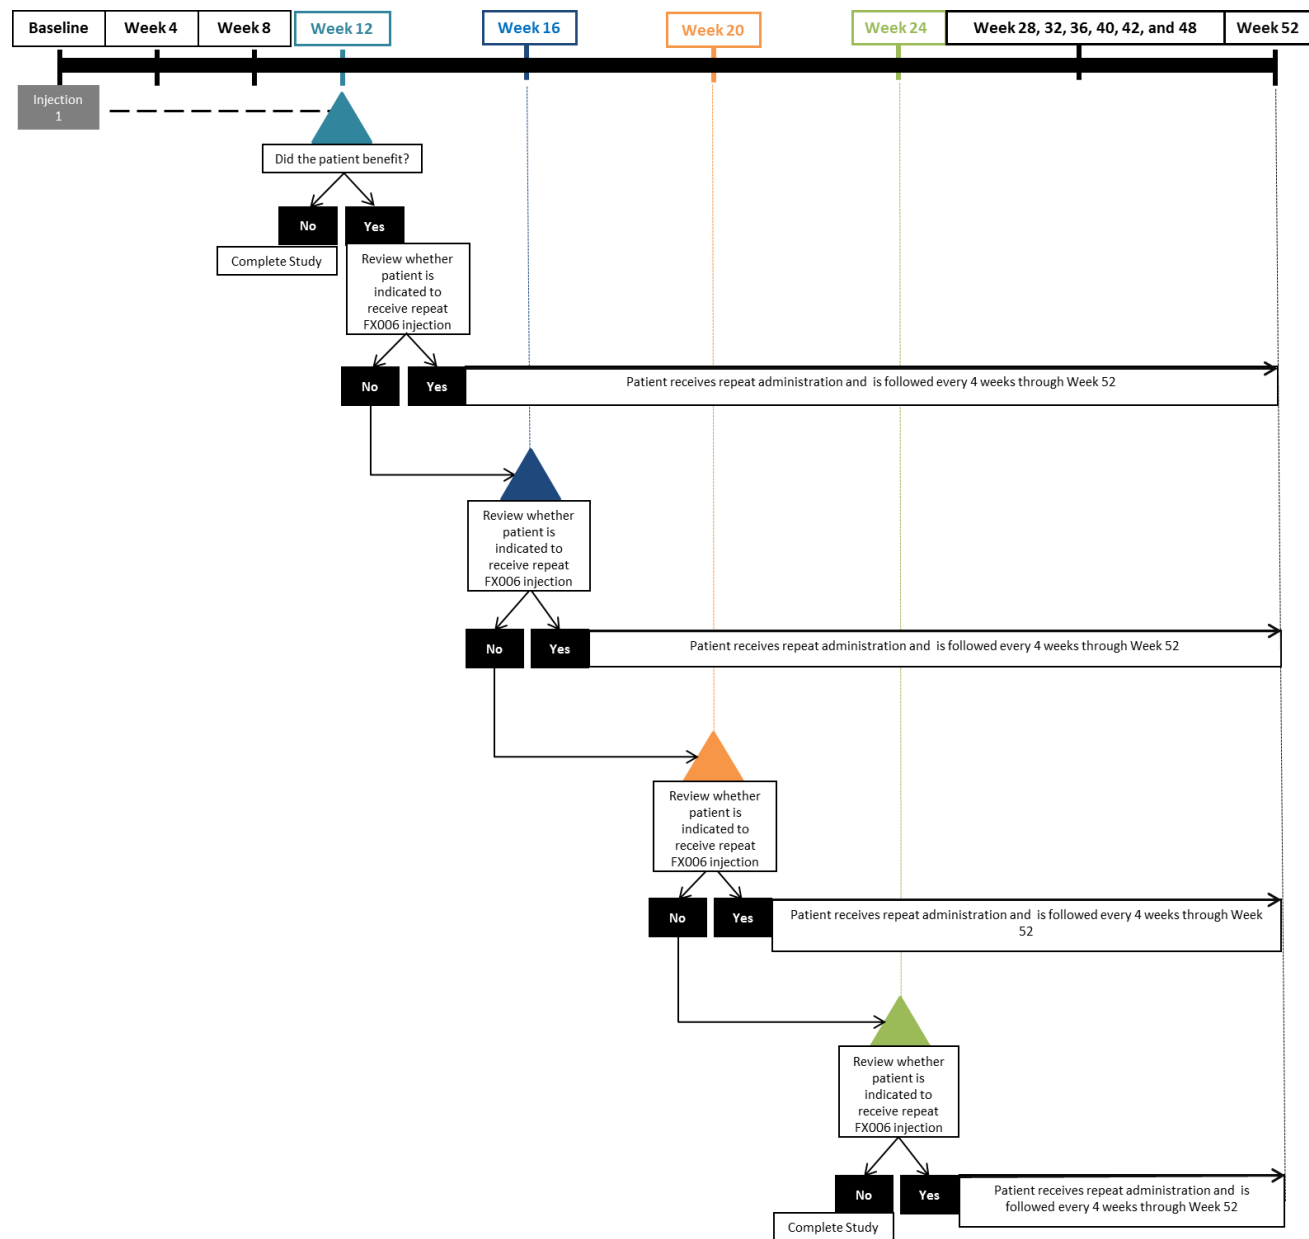 Baseline
Week 4
Week 8
Week 12
Week 16
Week 20
Week 24
Week 28, 32, 36, 40, 42, and 48
Week 52
Injection
1
Did the patient benefit?
No
Yes
Complete Study
Review whether
patient is
indicated to
receive repeat
FX006 injection
No
Yes
Patient receives repeat administration and is followed every 4 weeks through Week 52
Review whether
patient is
indicated to
receive repeat
FX006 injection
No
Yes
Patient receives repeat administration and is followed every 4 weeks through Week 52
Review whether
patient is
indicated to
receive repeat
FX006 injection
No
Yes
Patient receives repeat administration and is followed every 4 weeks through Week
52
Review whether
patient is
indicated to
receive repeat
FX006 injection
No
Yes
Patient receives repeat administration and is
followed every 4 weeks through Week 52
Complete Study